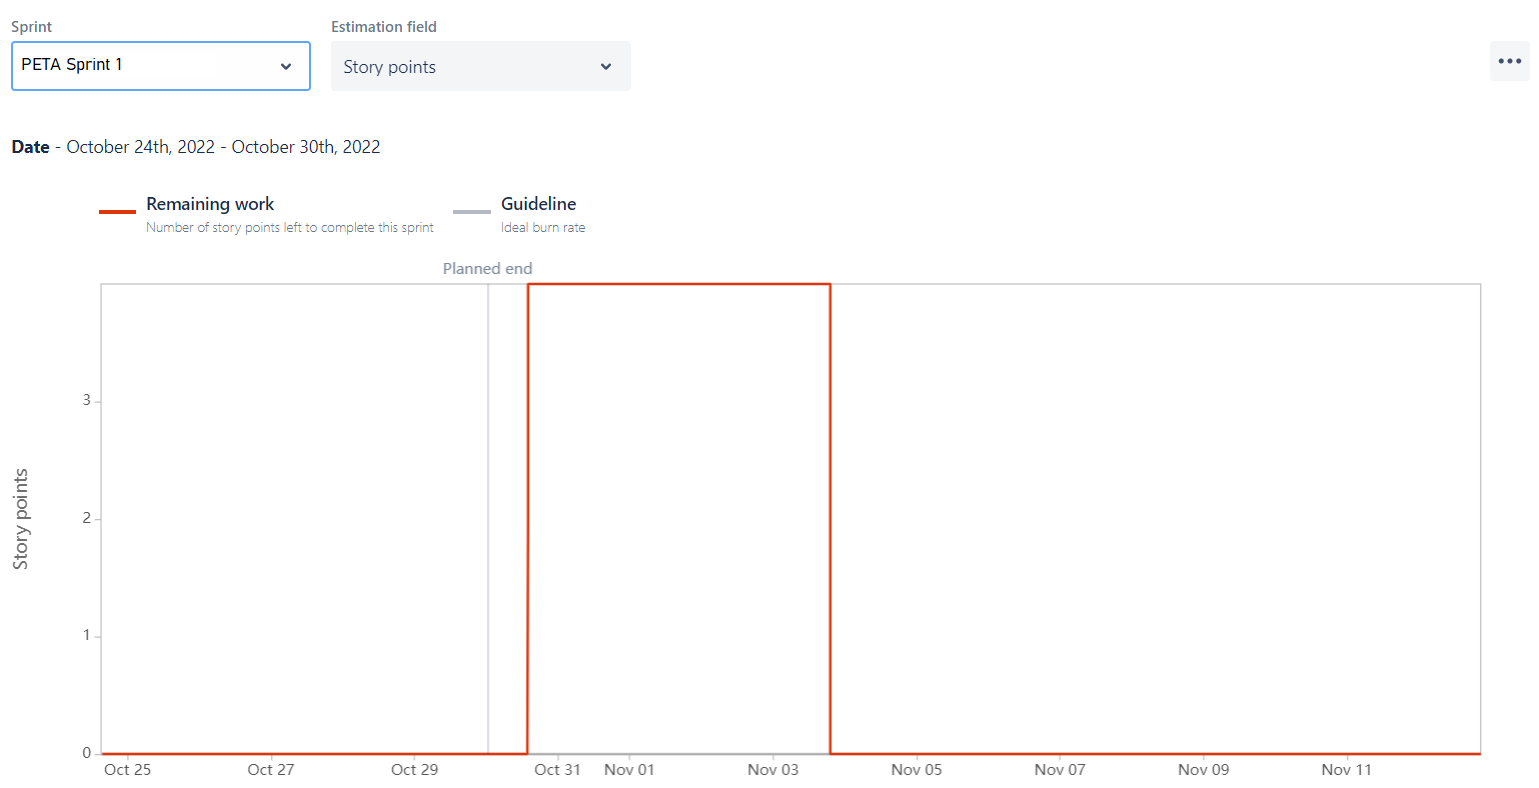 Sprint
Estimation field
PETA Sprint 1
Story points
Date - October 24th, 2022 - October 30th, 2022
Remaining work
Number of story points left to complete this sprint
Guideline
Ideal burn rate
Planned end
Story points
3
2
1
0
Oct 25 Oct 27 Oct 29 Oct 31 Nov 01 Nov 03 Nov 05 Nov 07 Nov 09 Nov 11